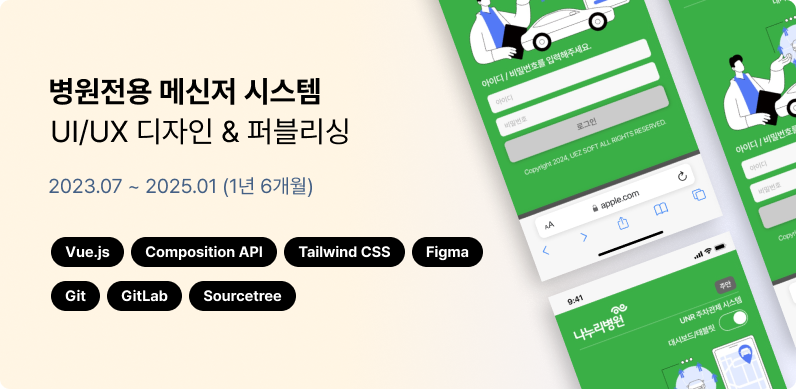 병원전용 메신저 시스템
UI/UX 디자인 & 퍼블리싱
2023.07 ~ 2025.01 (1년 6개월)
Vue.js
Composition API
Tailwind CSS
Figma
Git
GitLab
Sourcetree
아이디 / 비밀번호를 입력해주세요.
아이디
비밀번호
로그인
Copyright 2024, UEZ SOFT ALL RIGHTS RESERVED.
AA
apple.com
9:41
나누리병원
주안
UNR 주차관제 시스템
대시보드/태블릿
아이디 / 비밀번호를
아이디
비밀번호